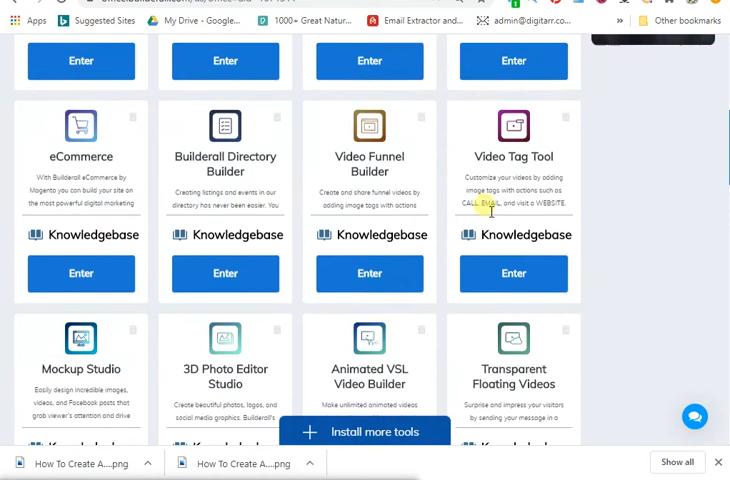 Apps
Suggested Sites
My Drive - Google...
1000+ Great Natur...
Email Extractor and...
admin@digitarr.co...
»
Other bookmarks
Enter
Enter
Enter
Enter
eCommerce
With Builderall eCommerce by
Magento you can build your site on
the most powerful digital marketing
Knowledgebase
Enter
Builderall Directory
Builder
Creating listings and events in our
directory has never been easier. You
Knowledgebase
Enter
Video Funnel
Builder
Create and share funnel videos by
adding image tags with actions
Knowledgebase
Enter
Video Tag Tool
Customize your videos by adding
image tags with actions such as
CALL, EMAIL, and visit a WEBSITE.
Knowledgebase
Enter
Mockup Studio
Easily design incredible images,
videos, and Facebook posts that
grab viewer's attention and drive
3D Photo Editor
Studio
Create beautiful photos, logos, and
social media graphics. Builderall's
Animated VSL
Video Builder
Make unlimited animated videos
Transparent
Floating Videos
Surprise and impress your visitors
by sending your message in a
+ Install more tools
How To Create A....png
How To Create A....png
Show all